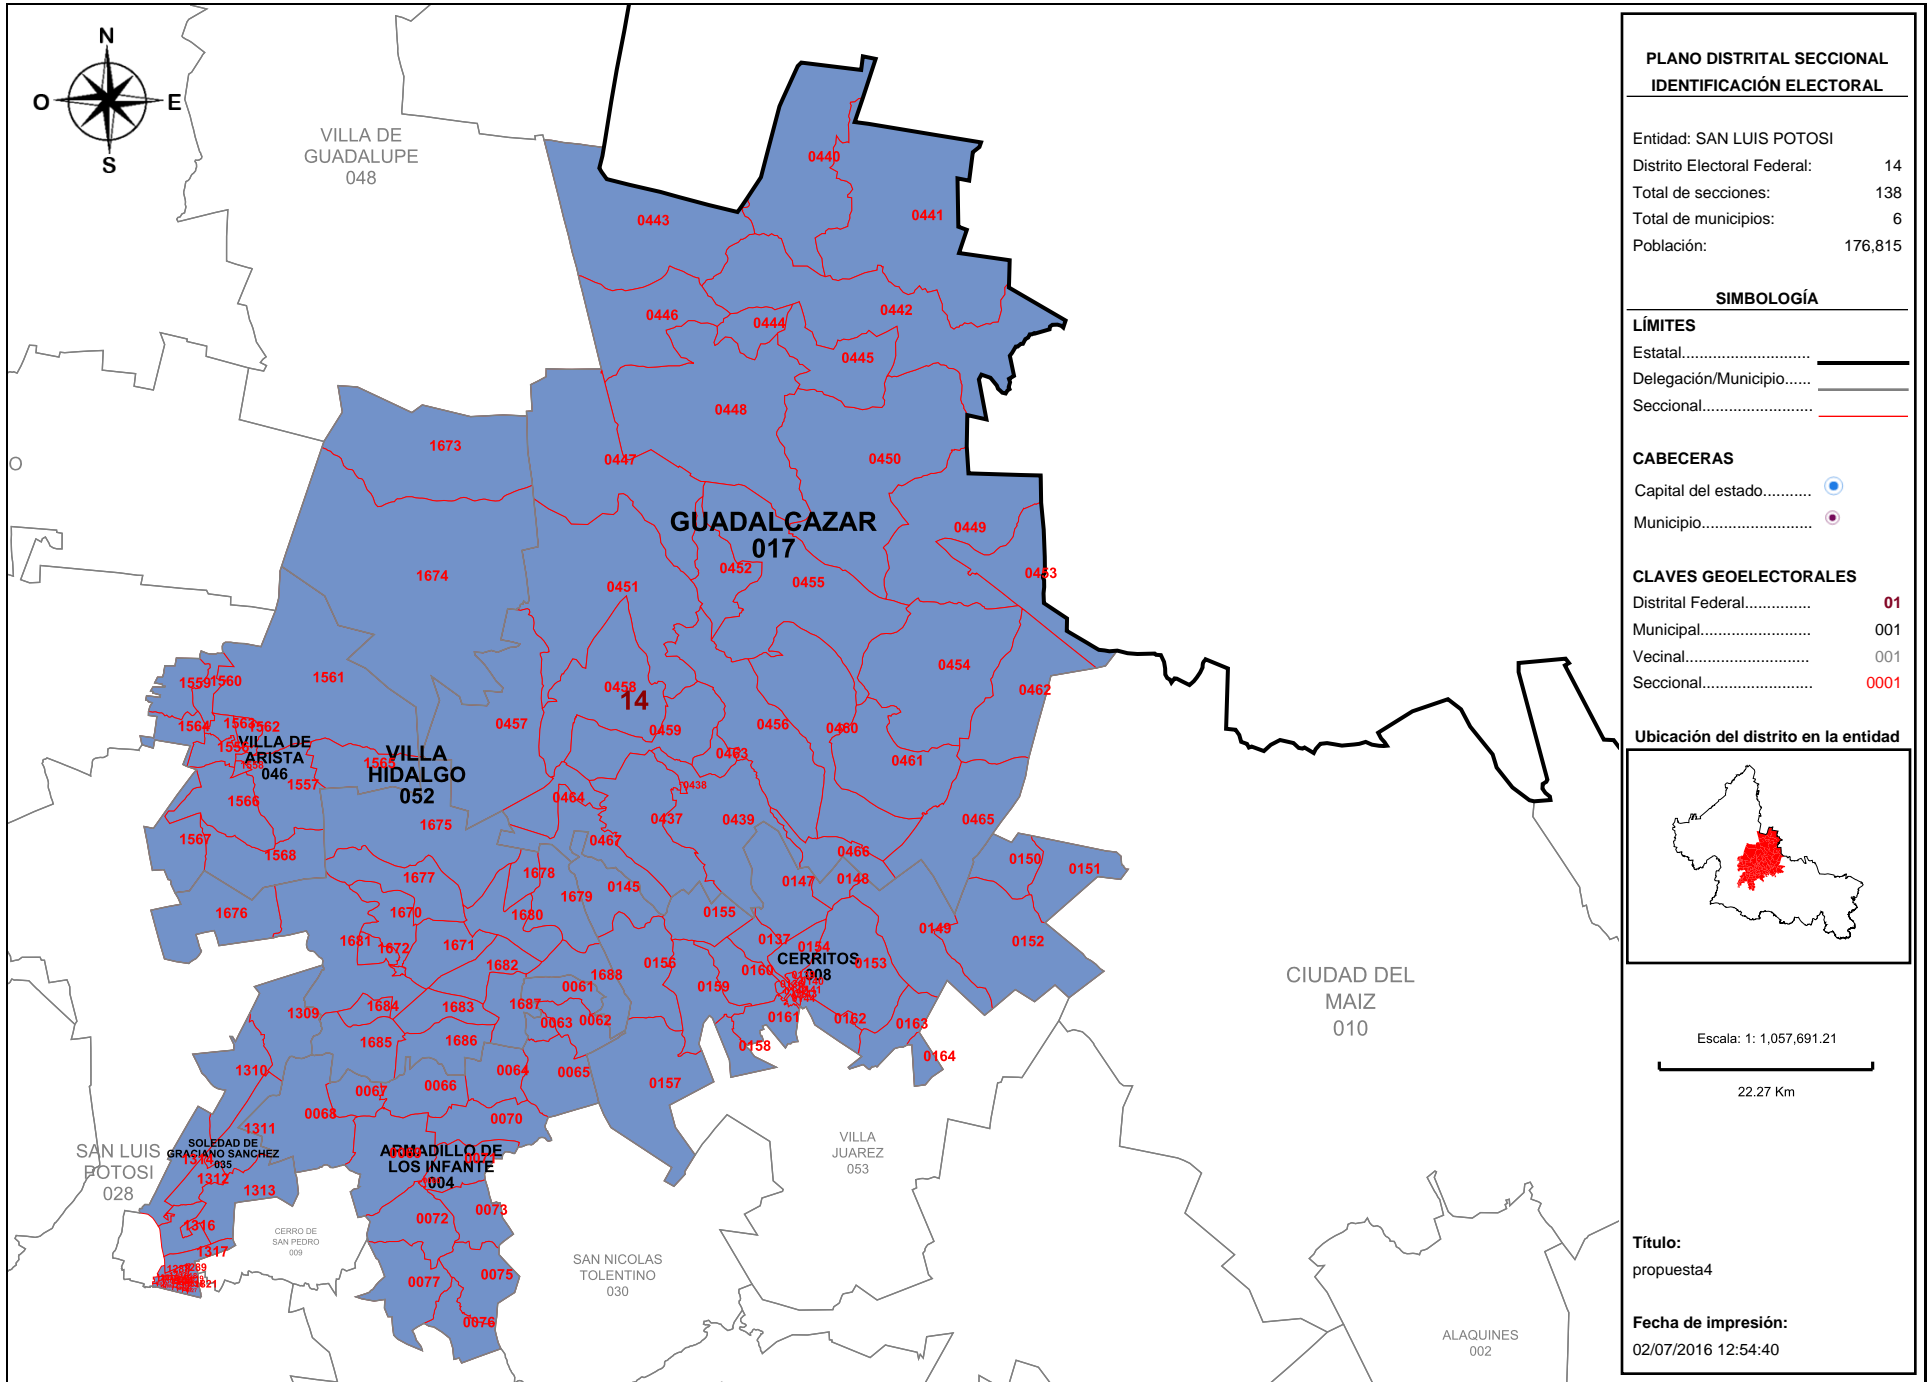 N
O
E
S
VILLA DE
GUADALUPE
048
0440
0443
0441
0446
0444
0442
0445
0448
1673
0447
0450
GUADALCAZAR
017
0449
0452
0455
0453
1674
0451
1559
1560
1561
0458
14
0454
0462
1564
1563
1562
0457
0459
0456
0460
VILLA DE
ARISTA
046
VILLA
HIDALGO
052
1565
0463
0461
1557
0438
1566
0464
1675
0437
0439
0465
1567
0467
1568
0466
0150
0151
1677
1678
0145
0147
0148
1679
1676
1670
1680
0155
0149
1681
1672
1671
0137
0154
0152
CERRITOS
008
1682
0156
0160
0153
1688
0061
0159
1684
1683
1687
1309
0063
0062
0161
0162
0163
1685
1686
0158
0164
1310
0064
0065
0157
0067
0066
0068
0070
1311
SOLEDAD DE
GRACIANO SANCHEZ
035
ARMADILLO DE
LOS INFANTE
004
1314
1312
1313
0072
0073
1316
1317
0075
0077
0076
SAN LUIS
POTOSI
028
CERRO DE
SAN PEDRO
009
SAN NICOLAS
TOLENTINO
030
VILLA
JUAREZ
053
CIUDAD DEL
MAIZ
010
ALAQUINES
002
O
PLANO DISTRITAL SECCIONAL
IDENTIFICACIÓN ELECTORAL
Entidad: SAN LUIS POTOSI
Distrito Electoral Federal: 14
Total de secciones: 138
Total de municipios: 6
Población: 176,815
SIMBOLOGÍA
LÍMITES
Estatal............................
Delegación/Municipio......
Seccional.........................
CABECERAS
Capital del estado...........
Municipio........................
CLAVES GEOELECTORALES
Distrital Federal............... 01
Municipal........................ 001
Vecinal........................... 001
Seccional........................ 0001
Ubicación del distrito en la entidad
Escala: 1: 1,057,691.21
22.27 Km
Título:
propuesta4
Fecha de impresión:
02/07/2016 12:54:40